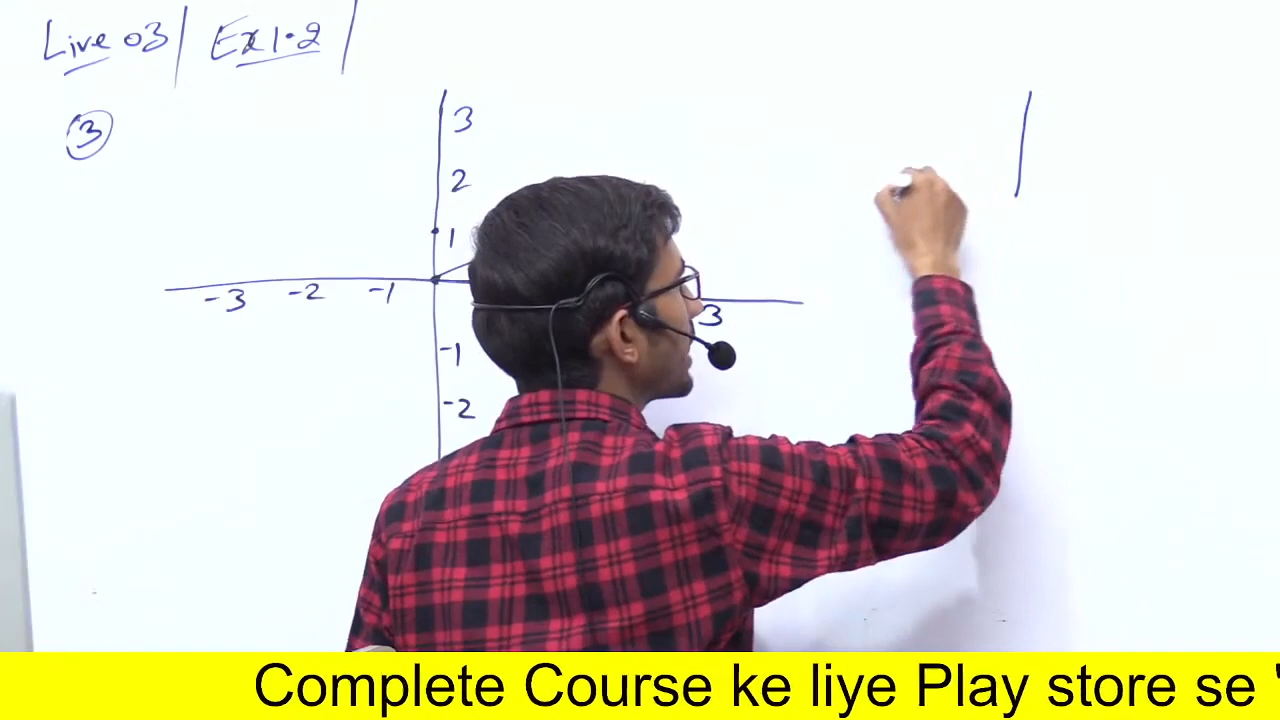 Live 03 | Ex 1.2 |
3
3
2
1
-3 -2 -1 3
-1
-2
Complete Course ke liye Play store se '